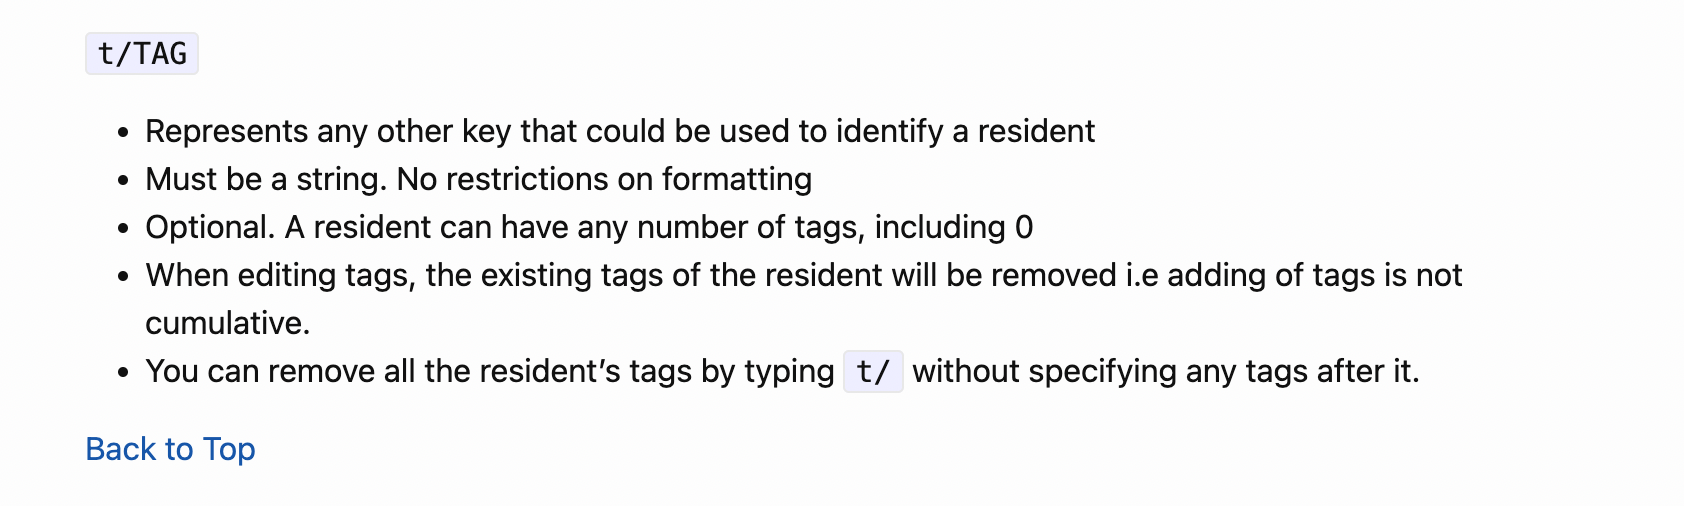 t/TAG
• Represents any other key that could be used to identify a resident
• Must be a string. No restrictions on formatting
• Optional. A resident can have any number of tags, including 0
• When editing tags, the existing tags of the resident will be removed i.e adding of tags is not
cumulative.
• You can remove all the resident’s tags by typing t/ without specifying any tags after it.
Back to Top